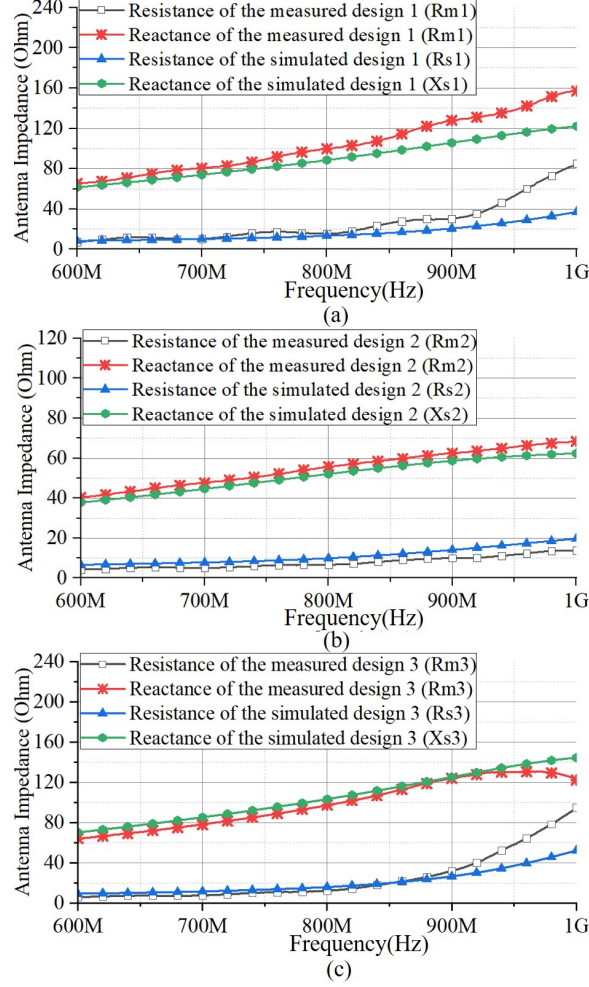 240
200
160
120
80
40
0
Antenna Impedance (Ohm)
Resistance of the measured design 1 (Rm1)
Reactance of the measured design 1 (Rm1)
Resistance of the simulated design 1 (Rs1)
Reactance of the simulated design 1 (Xs1)
600M 700M 800M 900M 1G
Frequency(Hz)
(a)
120
100
80
60
40
20
0
Antenna Impedance (Ohm)
Resistance of the measured design 2 (Rm2)
Reactance of the measured design 2 (Rm2)
Resistance of the simulated design 2 (Rs2)
Reactance of the simulated design 2 (Xs2)
600M 700M 800M 900M 1G
(b)
240
200
160
120
80
40
0
Antenna Impedance (Ohm)
Resistance of the measured design 3 (Rm3)
Reactance of the measured design 3 (Rm3)
Resistance of the simulated design 3 (Rs3)
Reactance of the simulated design 3 (Xs3)
600M 700M 800M 900M 1G
Frequency(Hz)
(c)